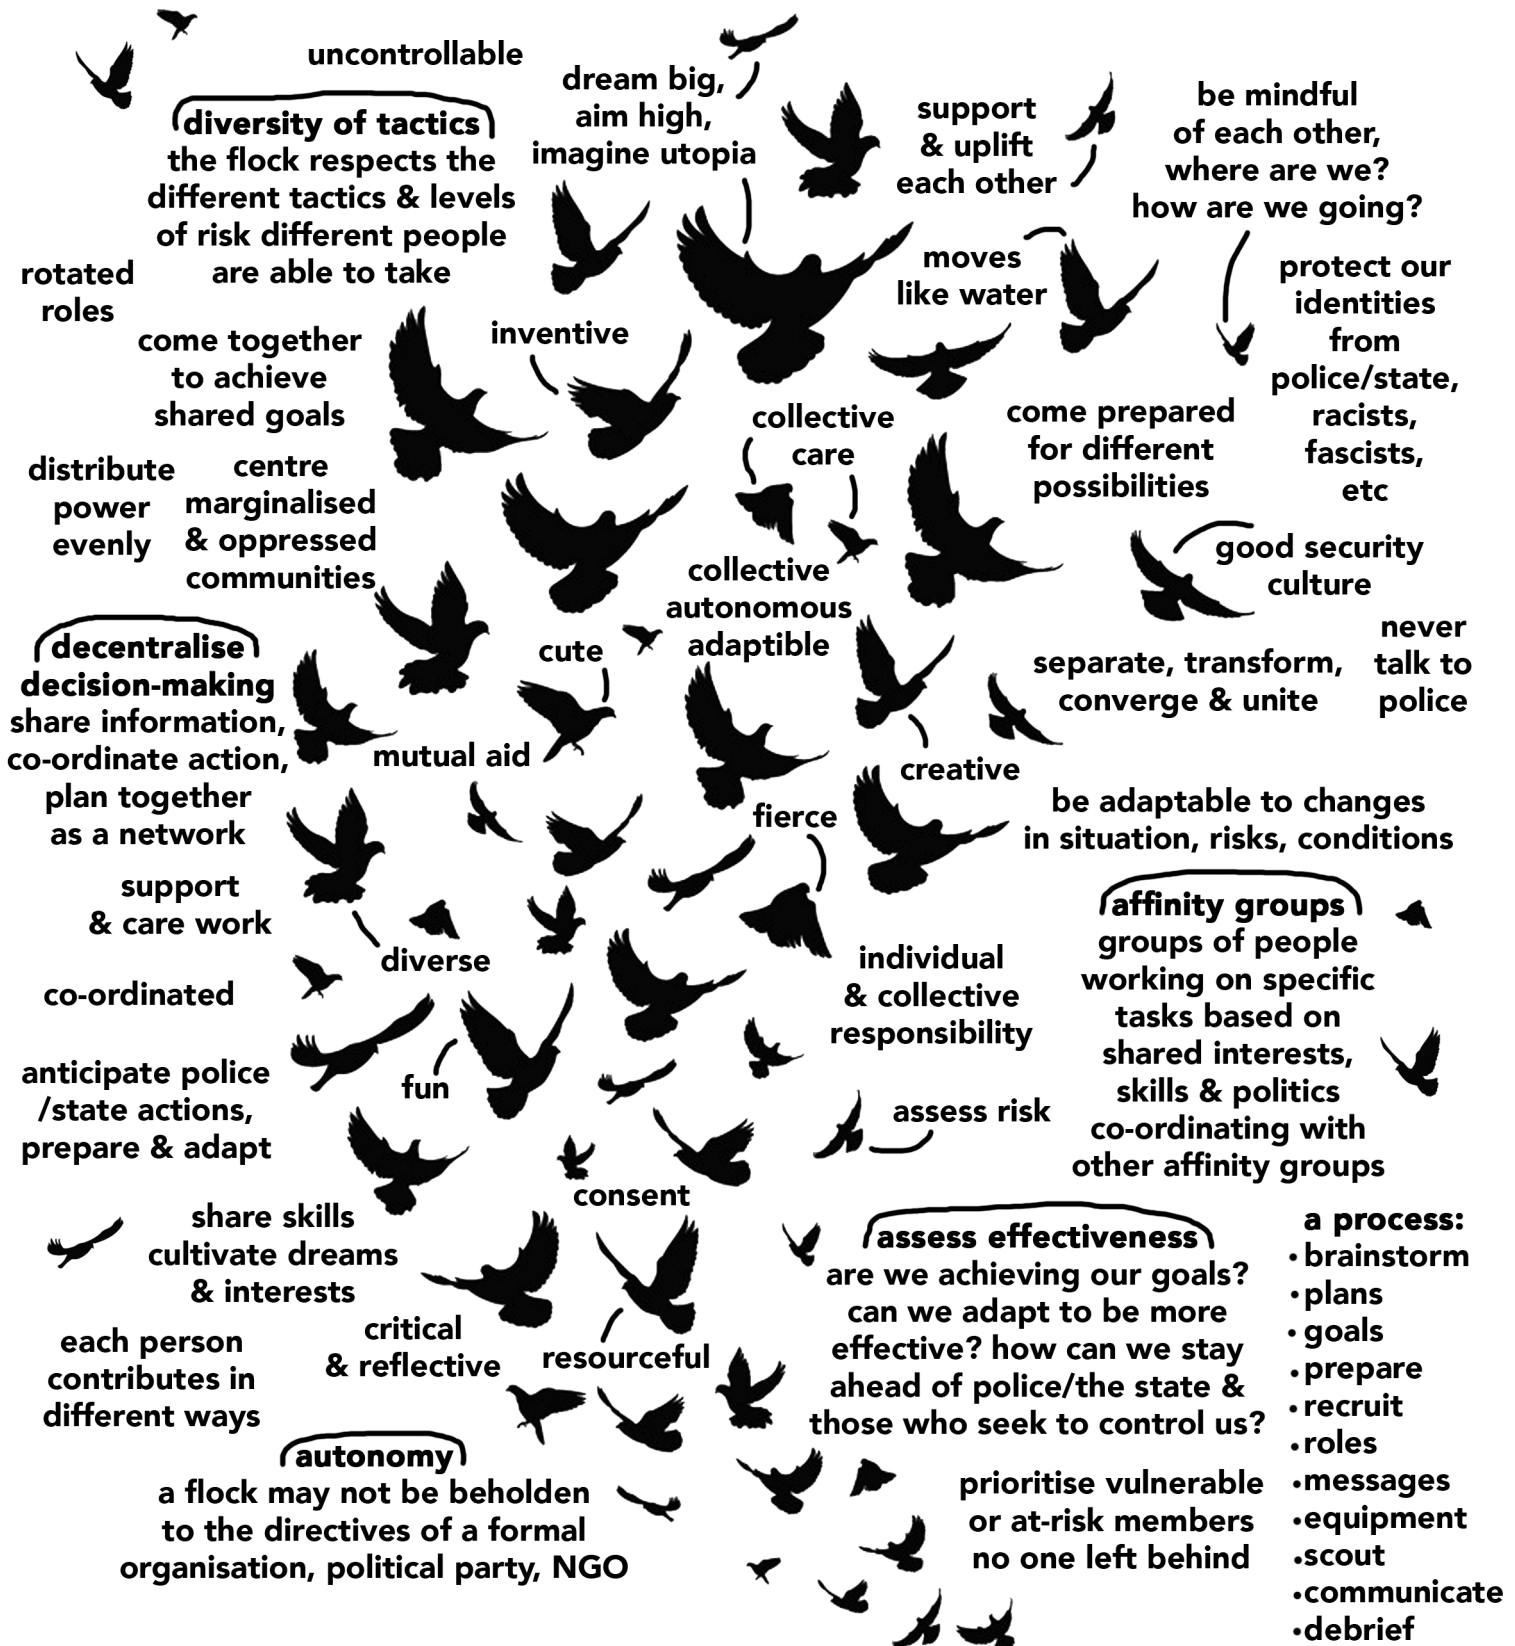 uncontrollable
dream big,
aim high,
imagine utopia
support
& uplift
each other
be mindful
of each other,
where are we?
how are we going?
diversity of tactics
the flock respects the
different tactics & levels
of risk different people
are able to take
rotated
roles
moves
like water
protect our
identities
from
police/state,
racists,
fascists,
etc
come together
to achieve
shared goals
inventive
collective
care
come prepared
for different
possibilities
distribute
power
evenly
centre
marginalised
& oppressed
communities
good security
culture
collective
autonomous
adaptible
never
talk to
police
decentralise
decision-making
share information,
co-ordinate action,
plan together
as a network
cute
separate, transform,
converge & unite
mutual aid
creative
fierce
be adaptable to changes
in situation, risks, conditions
support
& care work
diverse
affinity groups
groups of people
working on specific
tasks based on
shared interests,
skills & politics
co-ordinating with
other affinity groups
co-ordinated
individual
& collective
responsibility
anticipate police
/state actions,
prepare & adapt
fun
assess risk
consent
share skills
cultivate dreams
& interests
assess effectiveness
are we achieving our goals?
can we adapt to be more
effective? how can we stay
ahead of police/the state &
those who seek to control us?
a process:
•brainstorm
•plans
•goals
•prepare
•recruit
•roles
•messages
•equipment
•scout
•communicate
•debrief
each person
contributes in
different ways
critical
& reflective
resourceful
autonomy
a flock may not be beholden
to the directives of a formal
organisation, political party, NGO
prioritise vulnerable
or at-risk members
no one left behind